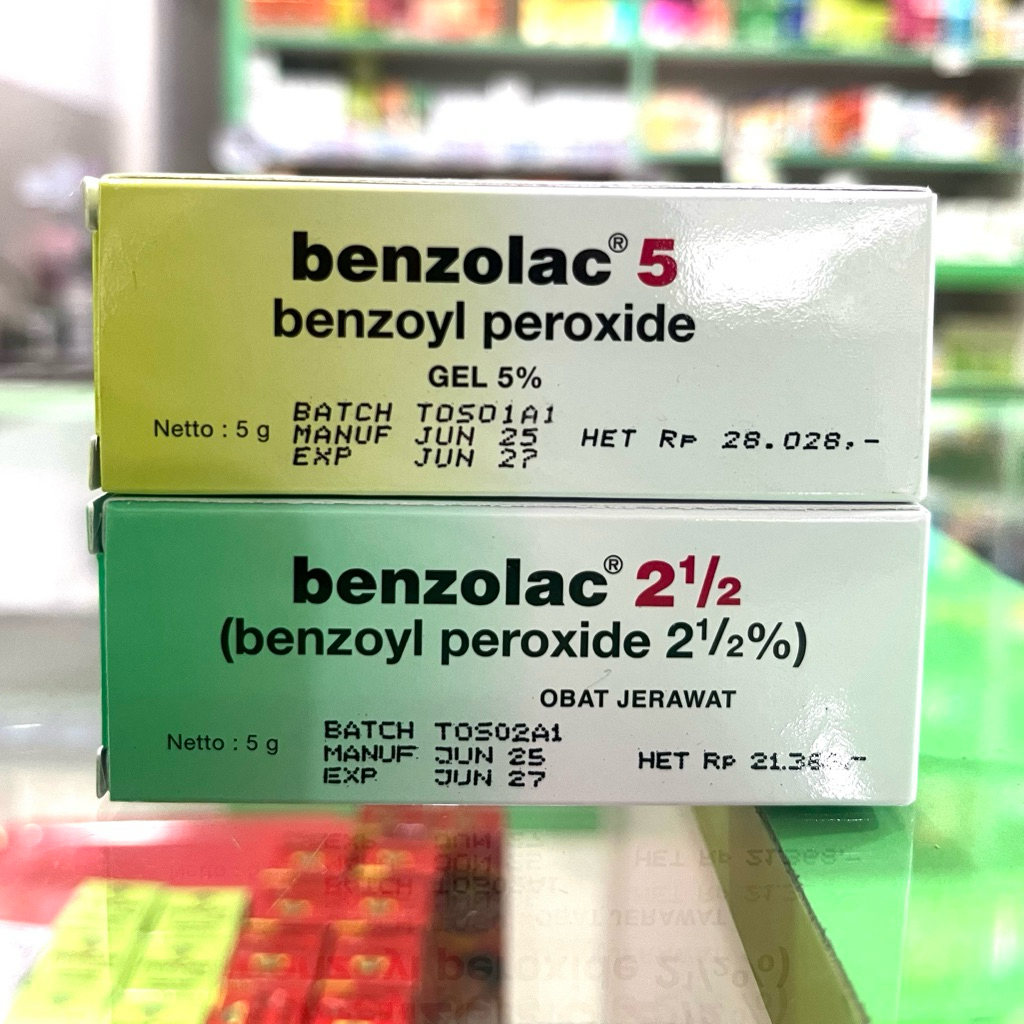 benzolac® 5
benzoyl peroxide
GEL 5%
Netto : 5 g
BATCH TOS01A1
MANUF JUN 25
EXP JUN 27
HET Rp 28.028,-
benzolac® 2½
(benzoyl peroxide 2½%)
OBAT JERAWAT
Netto : 5 g
BATCH TOS02A1
MANUF JUN 25
EXP JUN 27
HET Rp